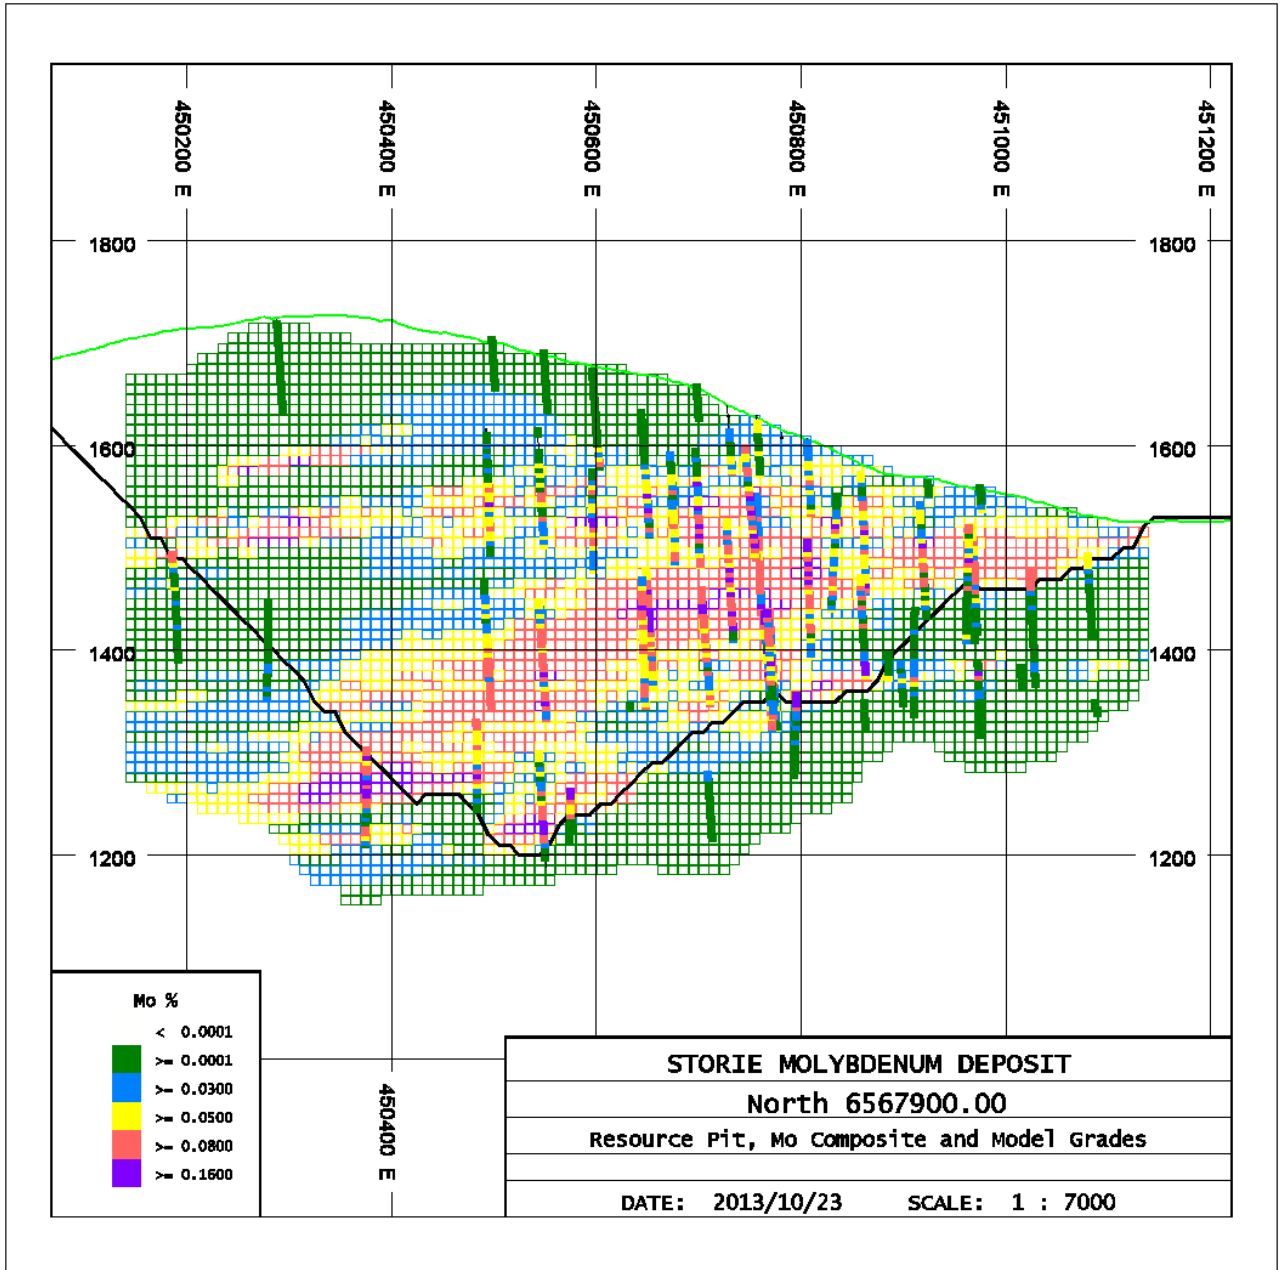 450200 E
450400 E
450600 E
450800 E
451000 E
451200 E
1800 1800
1600 1600
1400 1400
1200 1200
Mo %
< 0.0001
>= 0.0001
>= 0.0300
>= 0.0500
>= 0.0800
>= 0.1600
450400 E
STORIE MOLYBDENUM DEPOSIT
North 6567900.00
Resource Pit, Mo Composite and Model Grades
DATE: 2013/10/23 SCALE: 1 : 7000